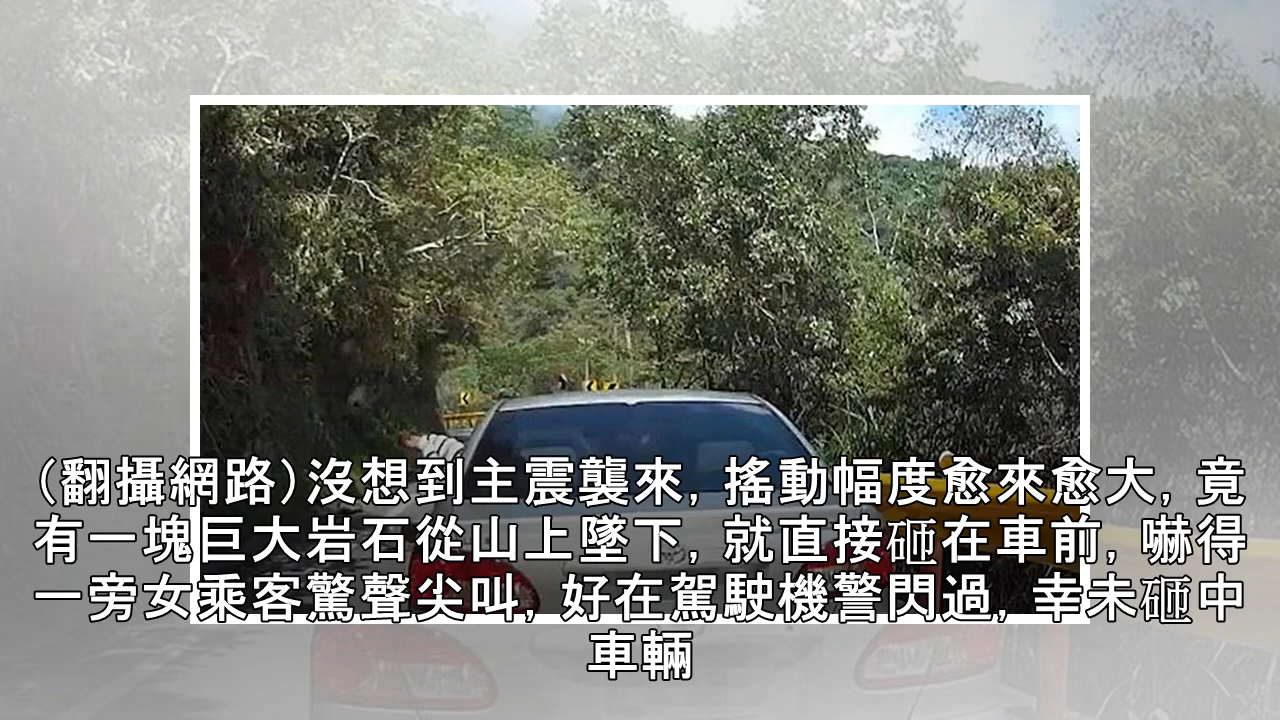 (翻攝網路)沒想到主震襲來, 搖動幅度愈來愈大, 竟
有一塊巨大岩石從山上墜下, 就直接砸在車前, 嚇得
一旁女乘客驚聲尖叫, 好在駕駛機警閃過, 幸未砸中
車輛